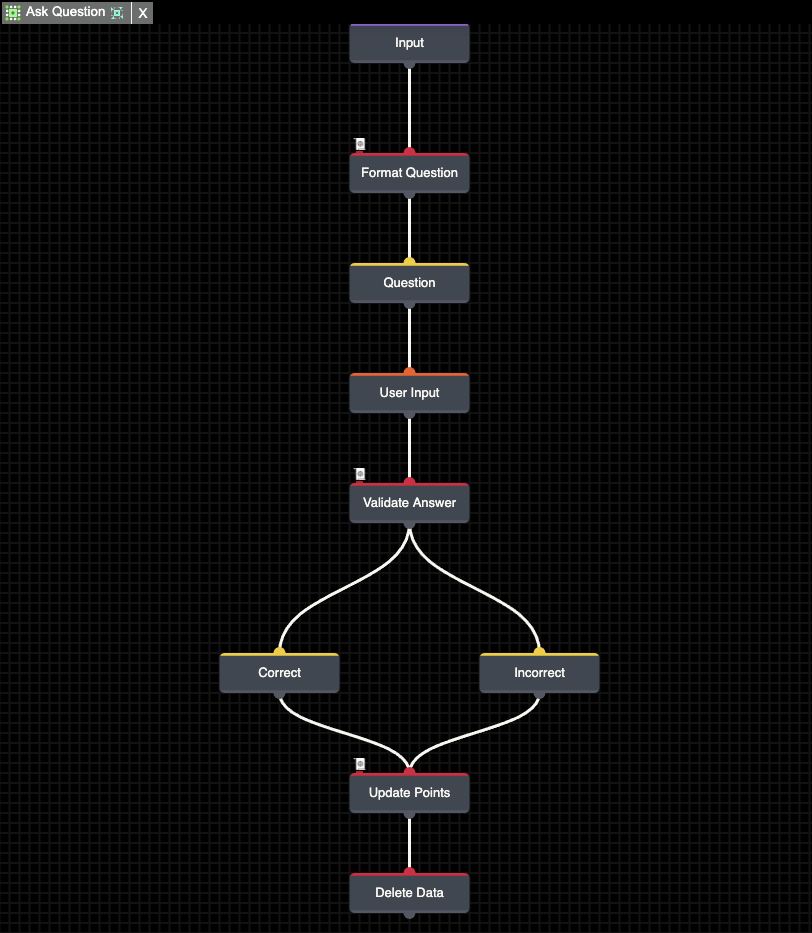 Ask Question X
Input
Format Question
Question
User Input
Validate Answer
Correct Incorrect
Update Points
Delete Data